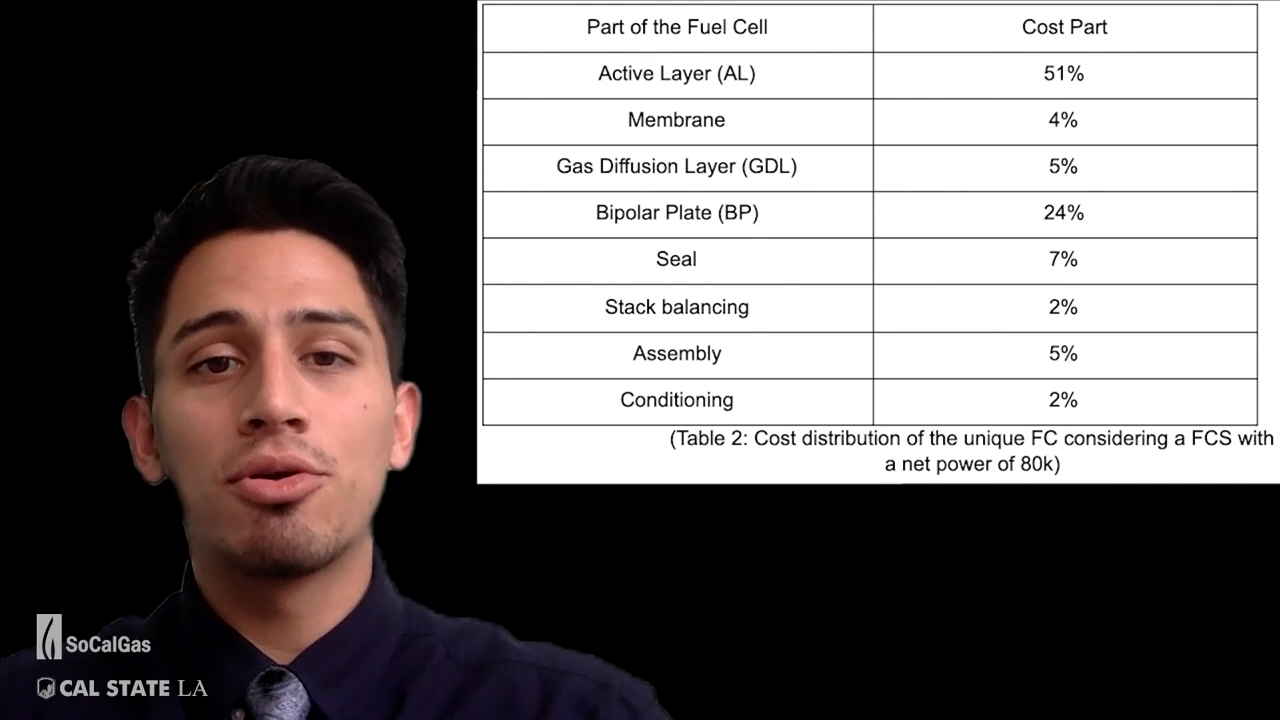 Part of the Fuel Cell Cost Part
Active Layer (AL) 51%
Membrane 4%
Gas Diffusion Layer (GDL) 5%
Bipolar Plate (BP) 24%
Seal 7%
Stack balancing 2%
Assembly 5%
Conditioning 2%
(Table 2: Cost distribution of the unique FC considering a FCS with
a net power of 80k)
SoCalGas
CAL STATE LA